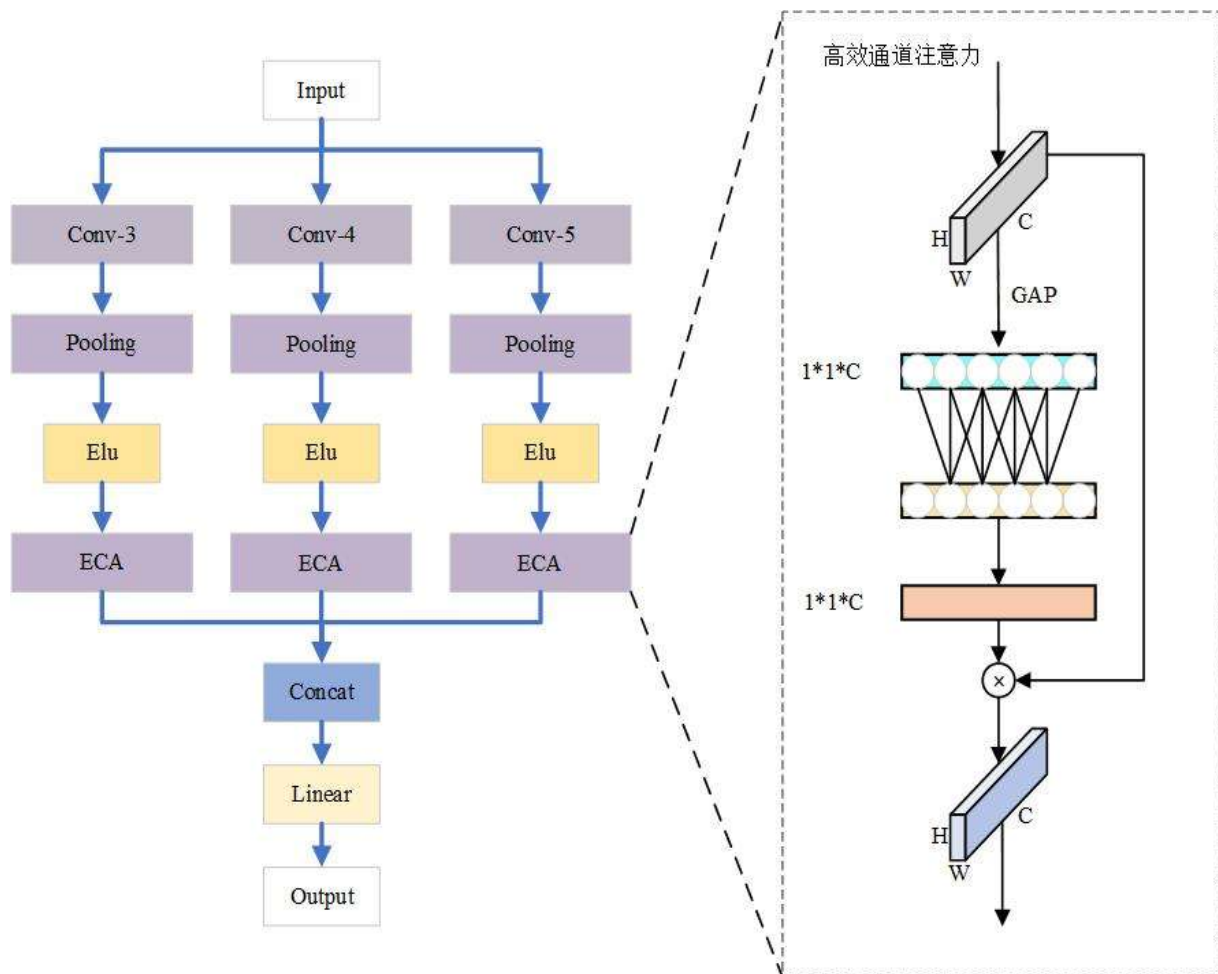 Input
Conv-3
Conv-4
Conv-5
Pooling
Pooling
Pooling
Elu
Elu
Elu
ECA
ECA
ECA
Concat
Linear
Output
高效通道注意力
H
W
C
GAP
1*1*C
1*1*C
×
H
W
C